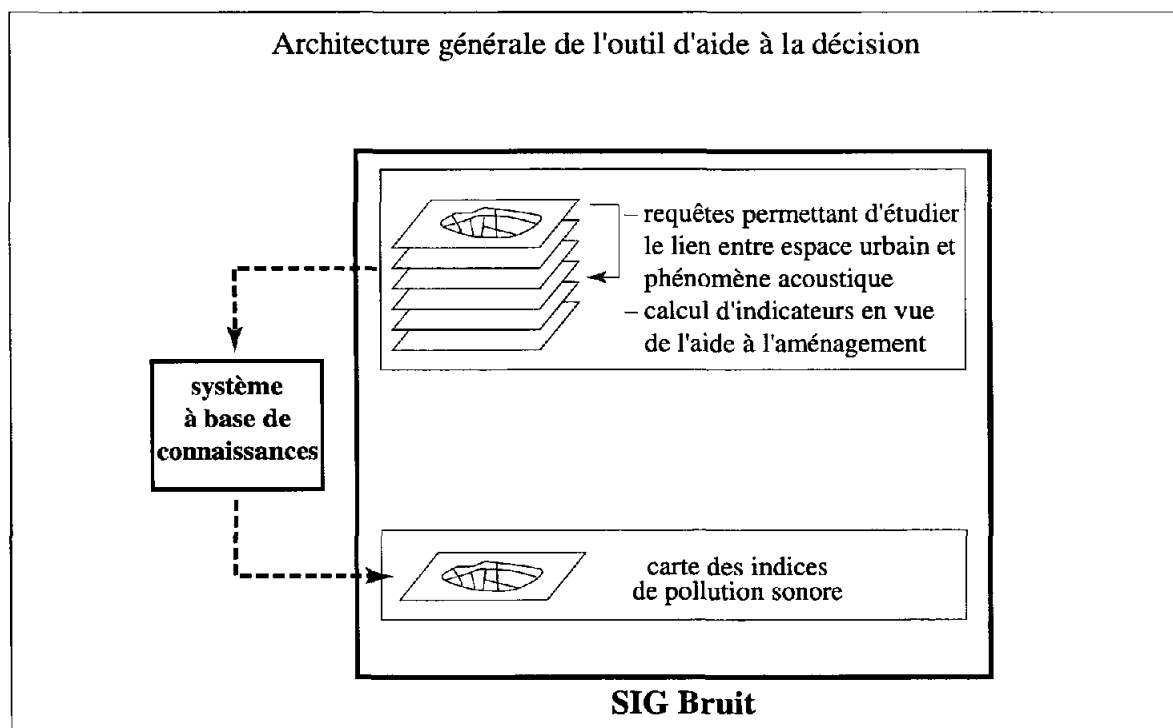 Architecture générale de l'outil d'aide à la décision
– requêtes permettant d'étudier
le lien entre espace urbain et
phénomène acoustique
– calcul d'indicateurs en vue
de l'aide à l'aménagement
système
à base de
connaissances
carte des indices
de pollution sonore
SIG Bruit